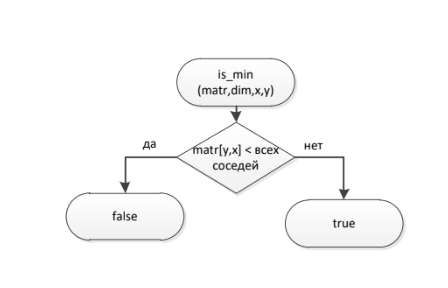 is_min
(matr,dim,x,y)
да
нет
matr[y,x] < всех
соседей
false
true